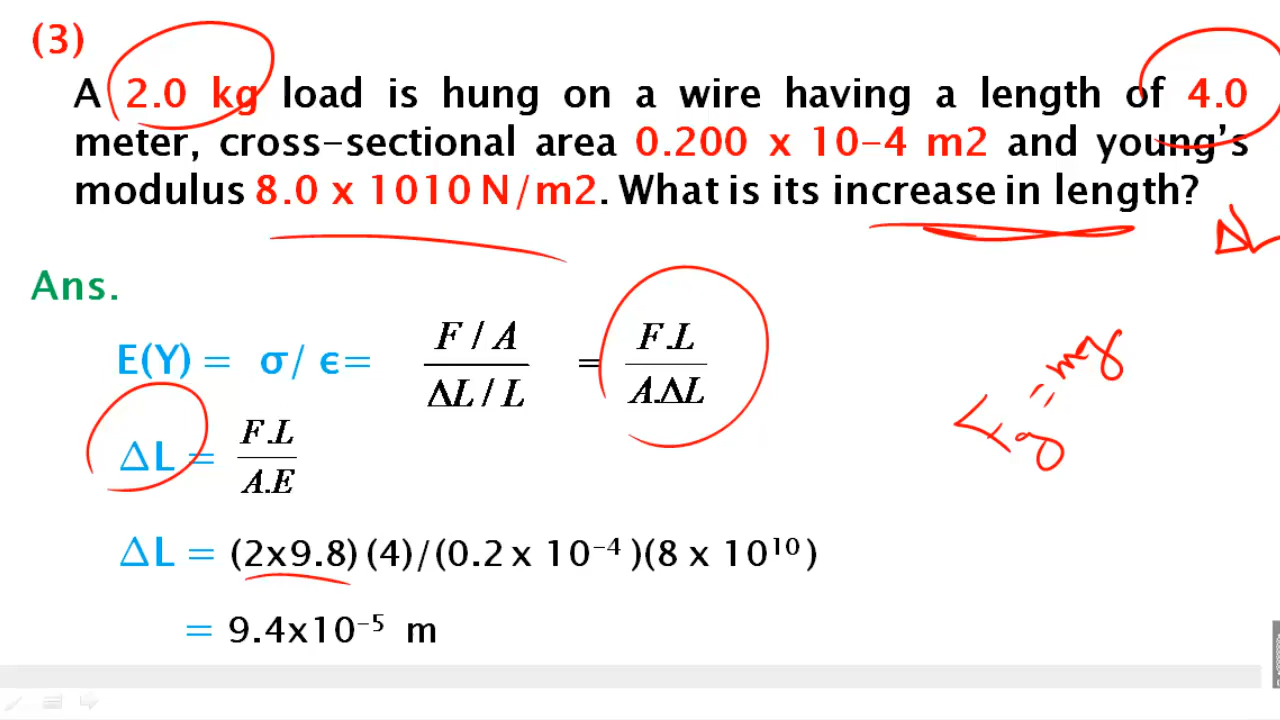 (3)
A 2.0 kg load is hung on a wire having a length of 4.0
meter, cross-sectional area 0.200 x 10-4 m2 and young's
modulus 8.0 x 1010 N/m2. What is its increase in length?
ΔL
Ans.
E(Y) = σ/ ϵ= F / A / ΔL / L = F.L / A.ΔL
= mg
ΔL = F.L / A.E
ΔL = (2x9.8)(4)/(0.2 x 10⁻⁴)(8 x 10¹⁰)
= 9.4x10⁻⁵ m